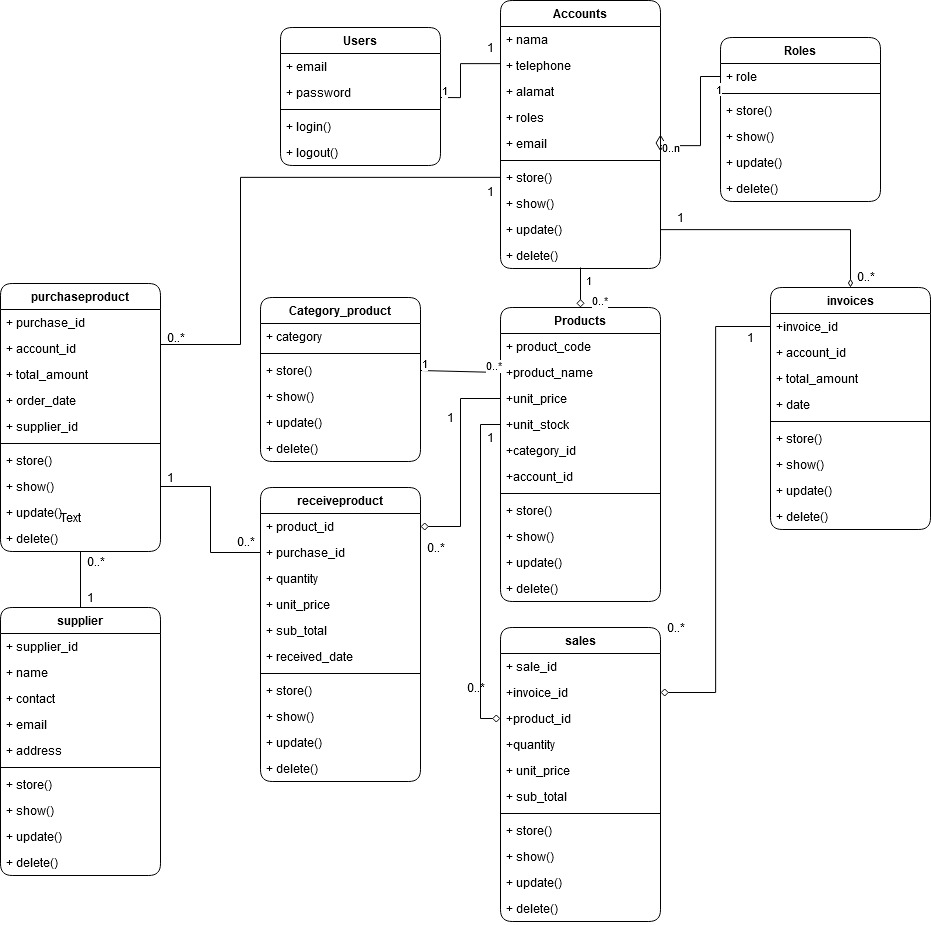 Accounts
+ nama
+ telephone
+ alamat
+ roles
+ email
+ store()
+ show()
+ update()
+ delete()
Users
+ email
+ password
+ login()
+ logout()
1
1
Roles
+ role
+ store()
+ show()
+ update()
+ delete()
1
0..n
1
1
0..*
1
0..*
purchaseproduct
+ purchase_id
+ account_id
+ total_amount
+ order_date
+ supplier_id
+ store()
+ show()
+ update()
Text
+ delete()
0..*
Category_product
+ category
+ store()
+ show()
+ update()
+ delete()
1
0..*
Products
+ product_code
+product_name
+unit_price
+unit_stock
+category_id
+account_id
+ store()
+ show()
+ update()
+ delete()
1
1
invoices
+invoice_id
+ account_id
+ total_amount
+ date
+ store()
+ show()
+ update()
+ delete()
1
receiveproduct
+ product_id
+ purchase_id
+ quantity
+ unit_price
+ sub_total
+ received_date
+ store()
+ show()
+ update()
+ delete()
1
0..*
0..*
0..*
1
supplier
+ supplier_id
+ name
+ contact
+ email
+ address
+ store()
+ show()
+ update()
+ delete()
sales
+ sale_id
+invoice_id
+product_id
+quantity
+ unit_price
+ sub_total
+ store()
+ show()
+ update()
+ delete()
0..*
0..*